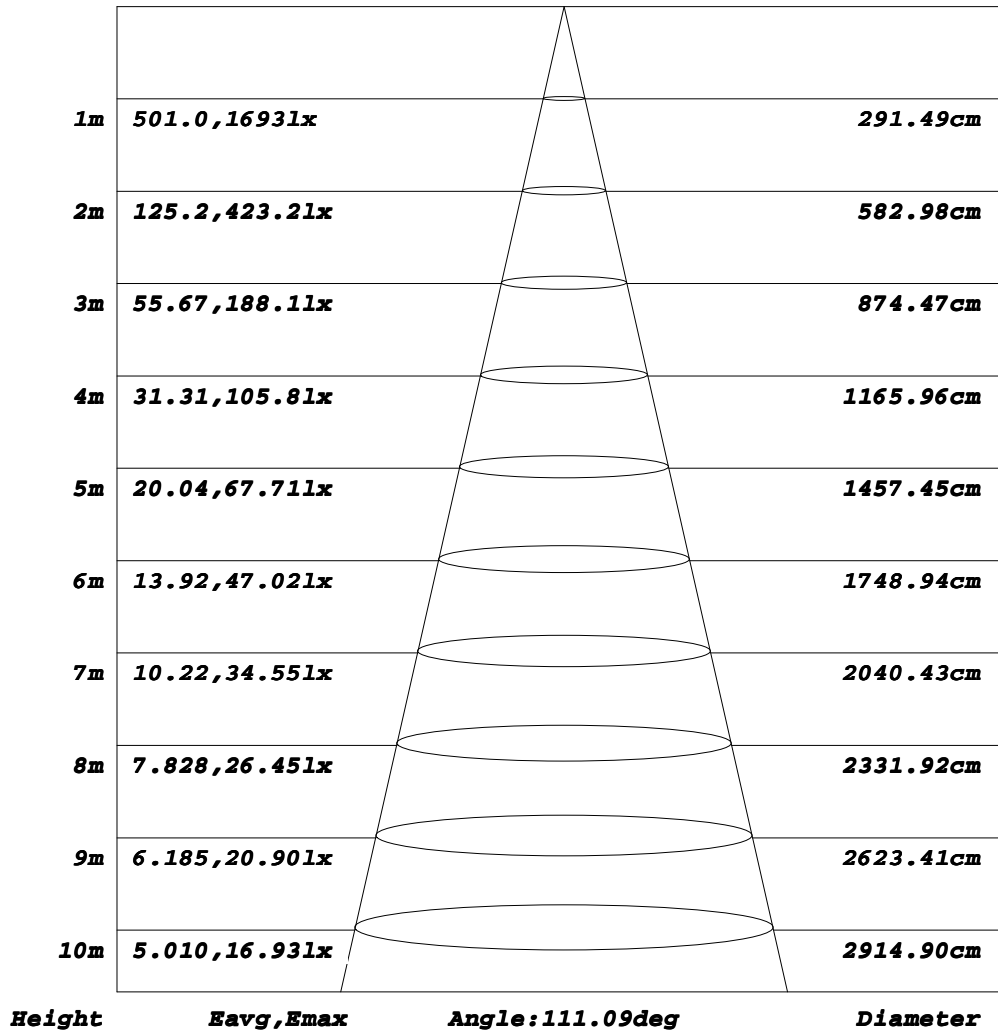 1m 501.0,1693lx 291.49cm
2m 125.2,423.2lx 582.98cm
3m 55.67,188.1lx 874.47cm
4m 31.31,105.8lx 1165.96cm
5m 20.04,67.71lx 1457.45cm
6m 13.92,47.02lx 1748.94cm
7m 10.22,34.55lx 2040.43cm
8m 7.828,26.45lx 2331.92cm
9m 6.185,20.90lx 2623.41cm
10m 5.010,16.93lx 2914.90cm
Height Eavg,Emax Angle:111.09deg Diameter